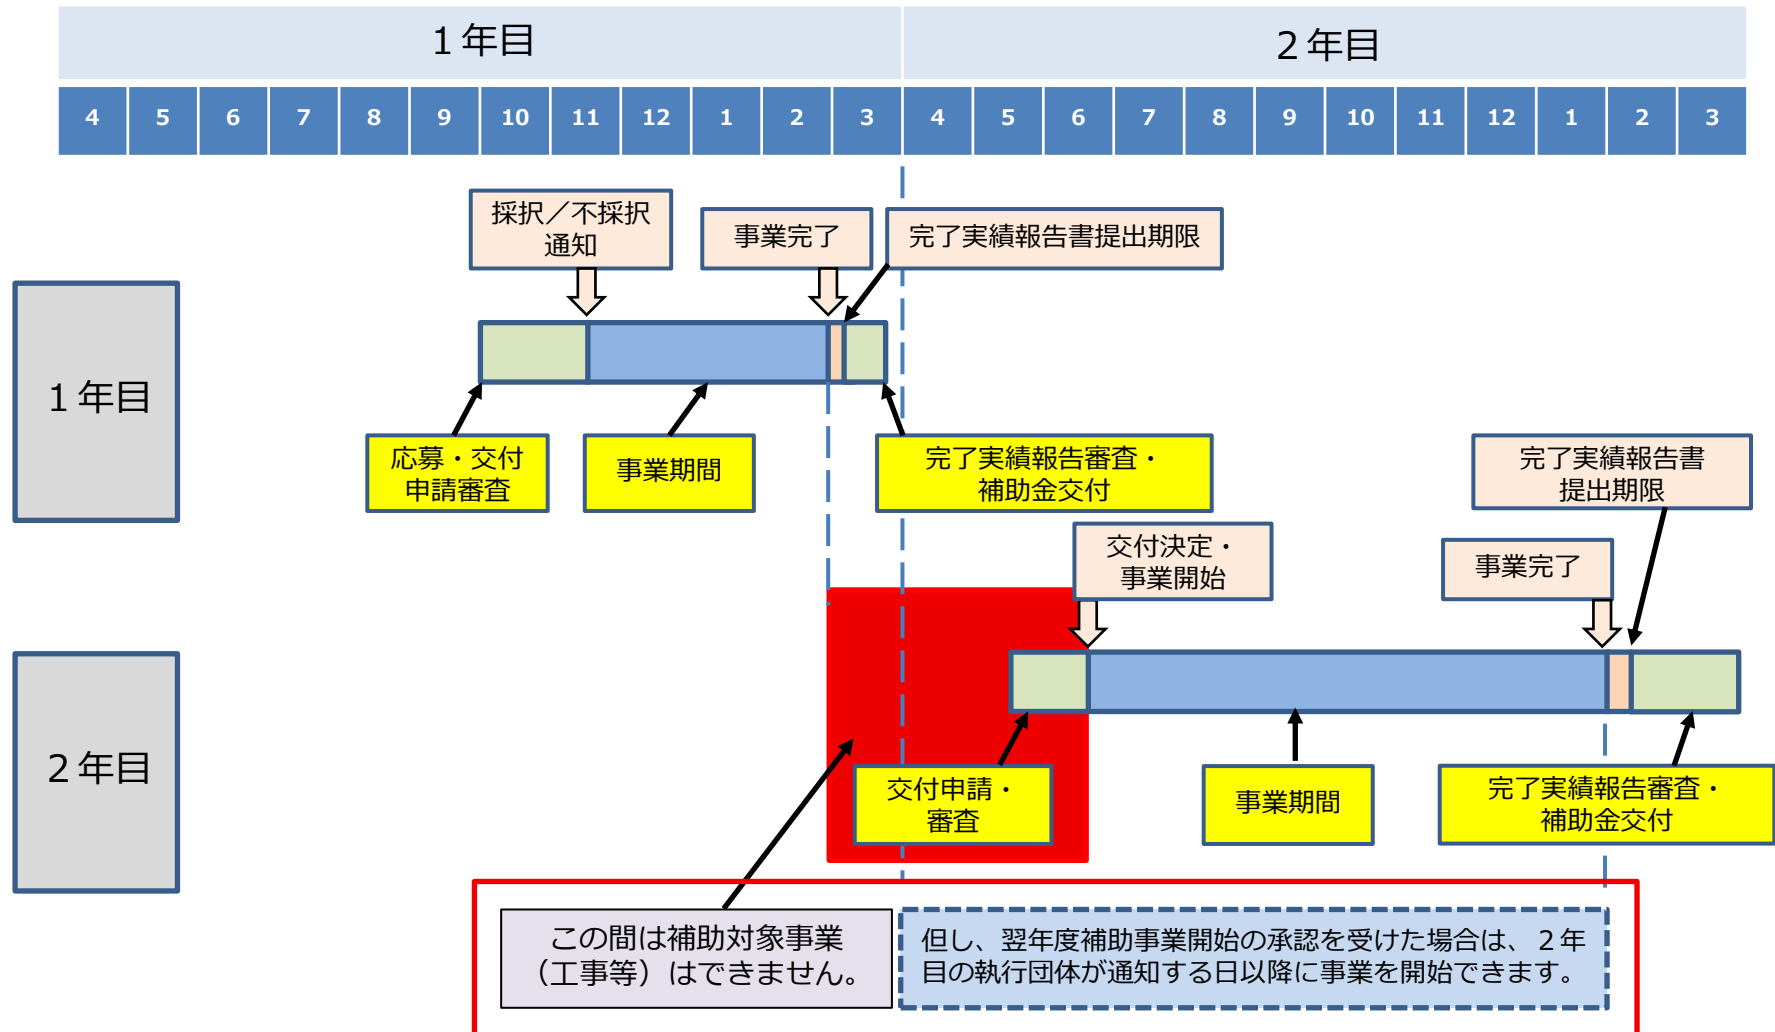 １年目
２年目
4 5 6 7 8 9 10 11 12 1 2 3 4 5 6 7 8 9 10 11 12 1 2 3
採択／不採択
通知
事業完了
完了実績報告書提出期限
１年目
応募・交付
申請審査
事業期間
完了実績報告審査・
補助金交付
完了実績報告書
提出期限
交付決定・
事業開始
事業完了
２年目
交付申請・
審査
事業期間
完了実績報告審査・
補助金交付
この間は補助対象事業
（工事等）はできません。
但し、翌年度補助事業開始の承認を受けた場合は、２年
目の執行団体が通知する日以降に事業を開始できます。